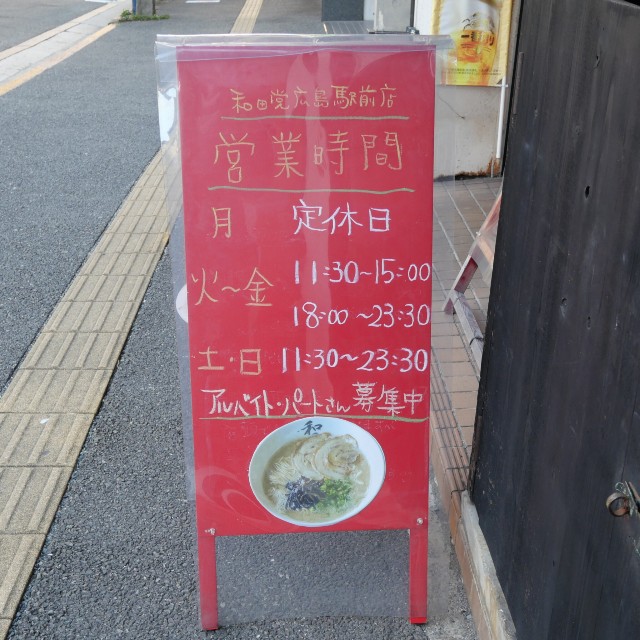 和田党広島駅前店
営業時間
月 定休日
火～金 11:30～15:00
18:00～23:30
土・日 11:30～23:30
アルバイト・パートさん募集中
和